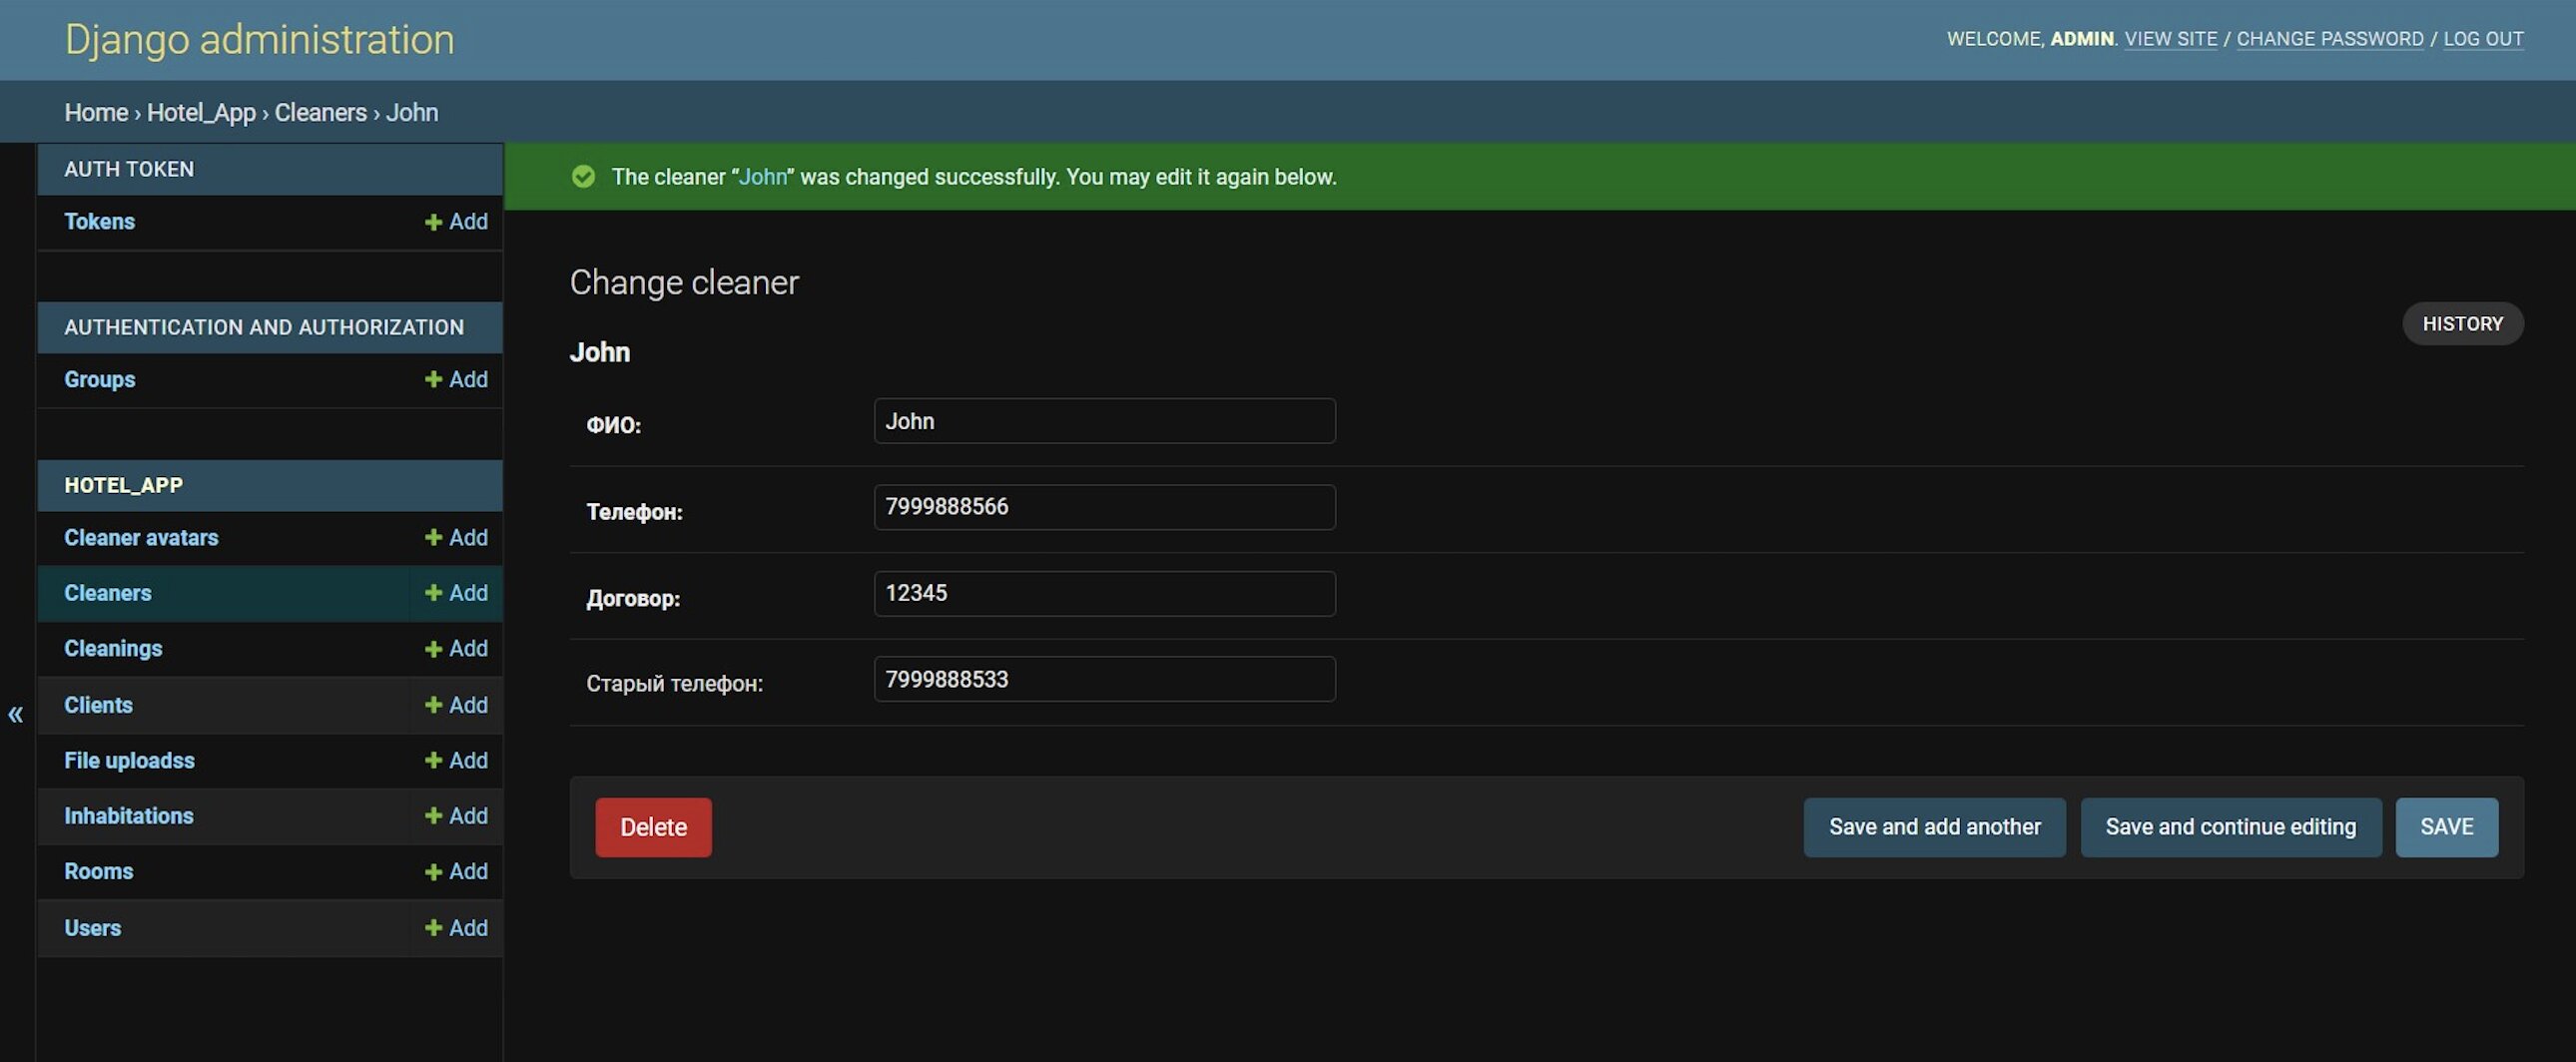 Django administration
WELCOME, ADMIN. VIEW SITE / CHANGE PASSWORD / LOG OUT
Home › Hotel_App › Cleaners › John
AUTH TOKEN
Tokens + Add
AUTHENTICATION AND AUTHORIZATION
Groups + Add
HOTEL_APP
Cleaner avatars + Add
Cleaners + Add
Cleanings + Add
Clients + Add
File uploadss + Add
Inhabitations + Add
Rooms + Add
Users + Add
«
The cleaner “John” was changed successfully. You may edit it again below.
Change cleaner
HISTORY
John
ФИО: John
Телефон: 7999888566
Договор: 12345
Старый телефон: 7999888533
Delete
Save and add another
Save and continue editing
SAVE